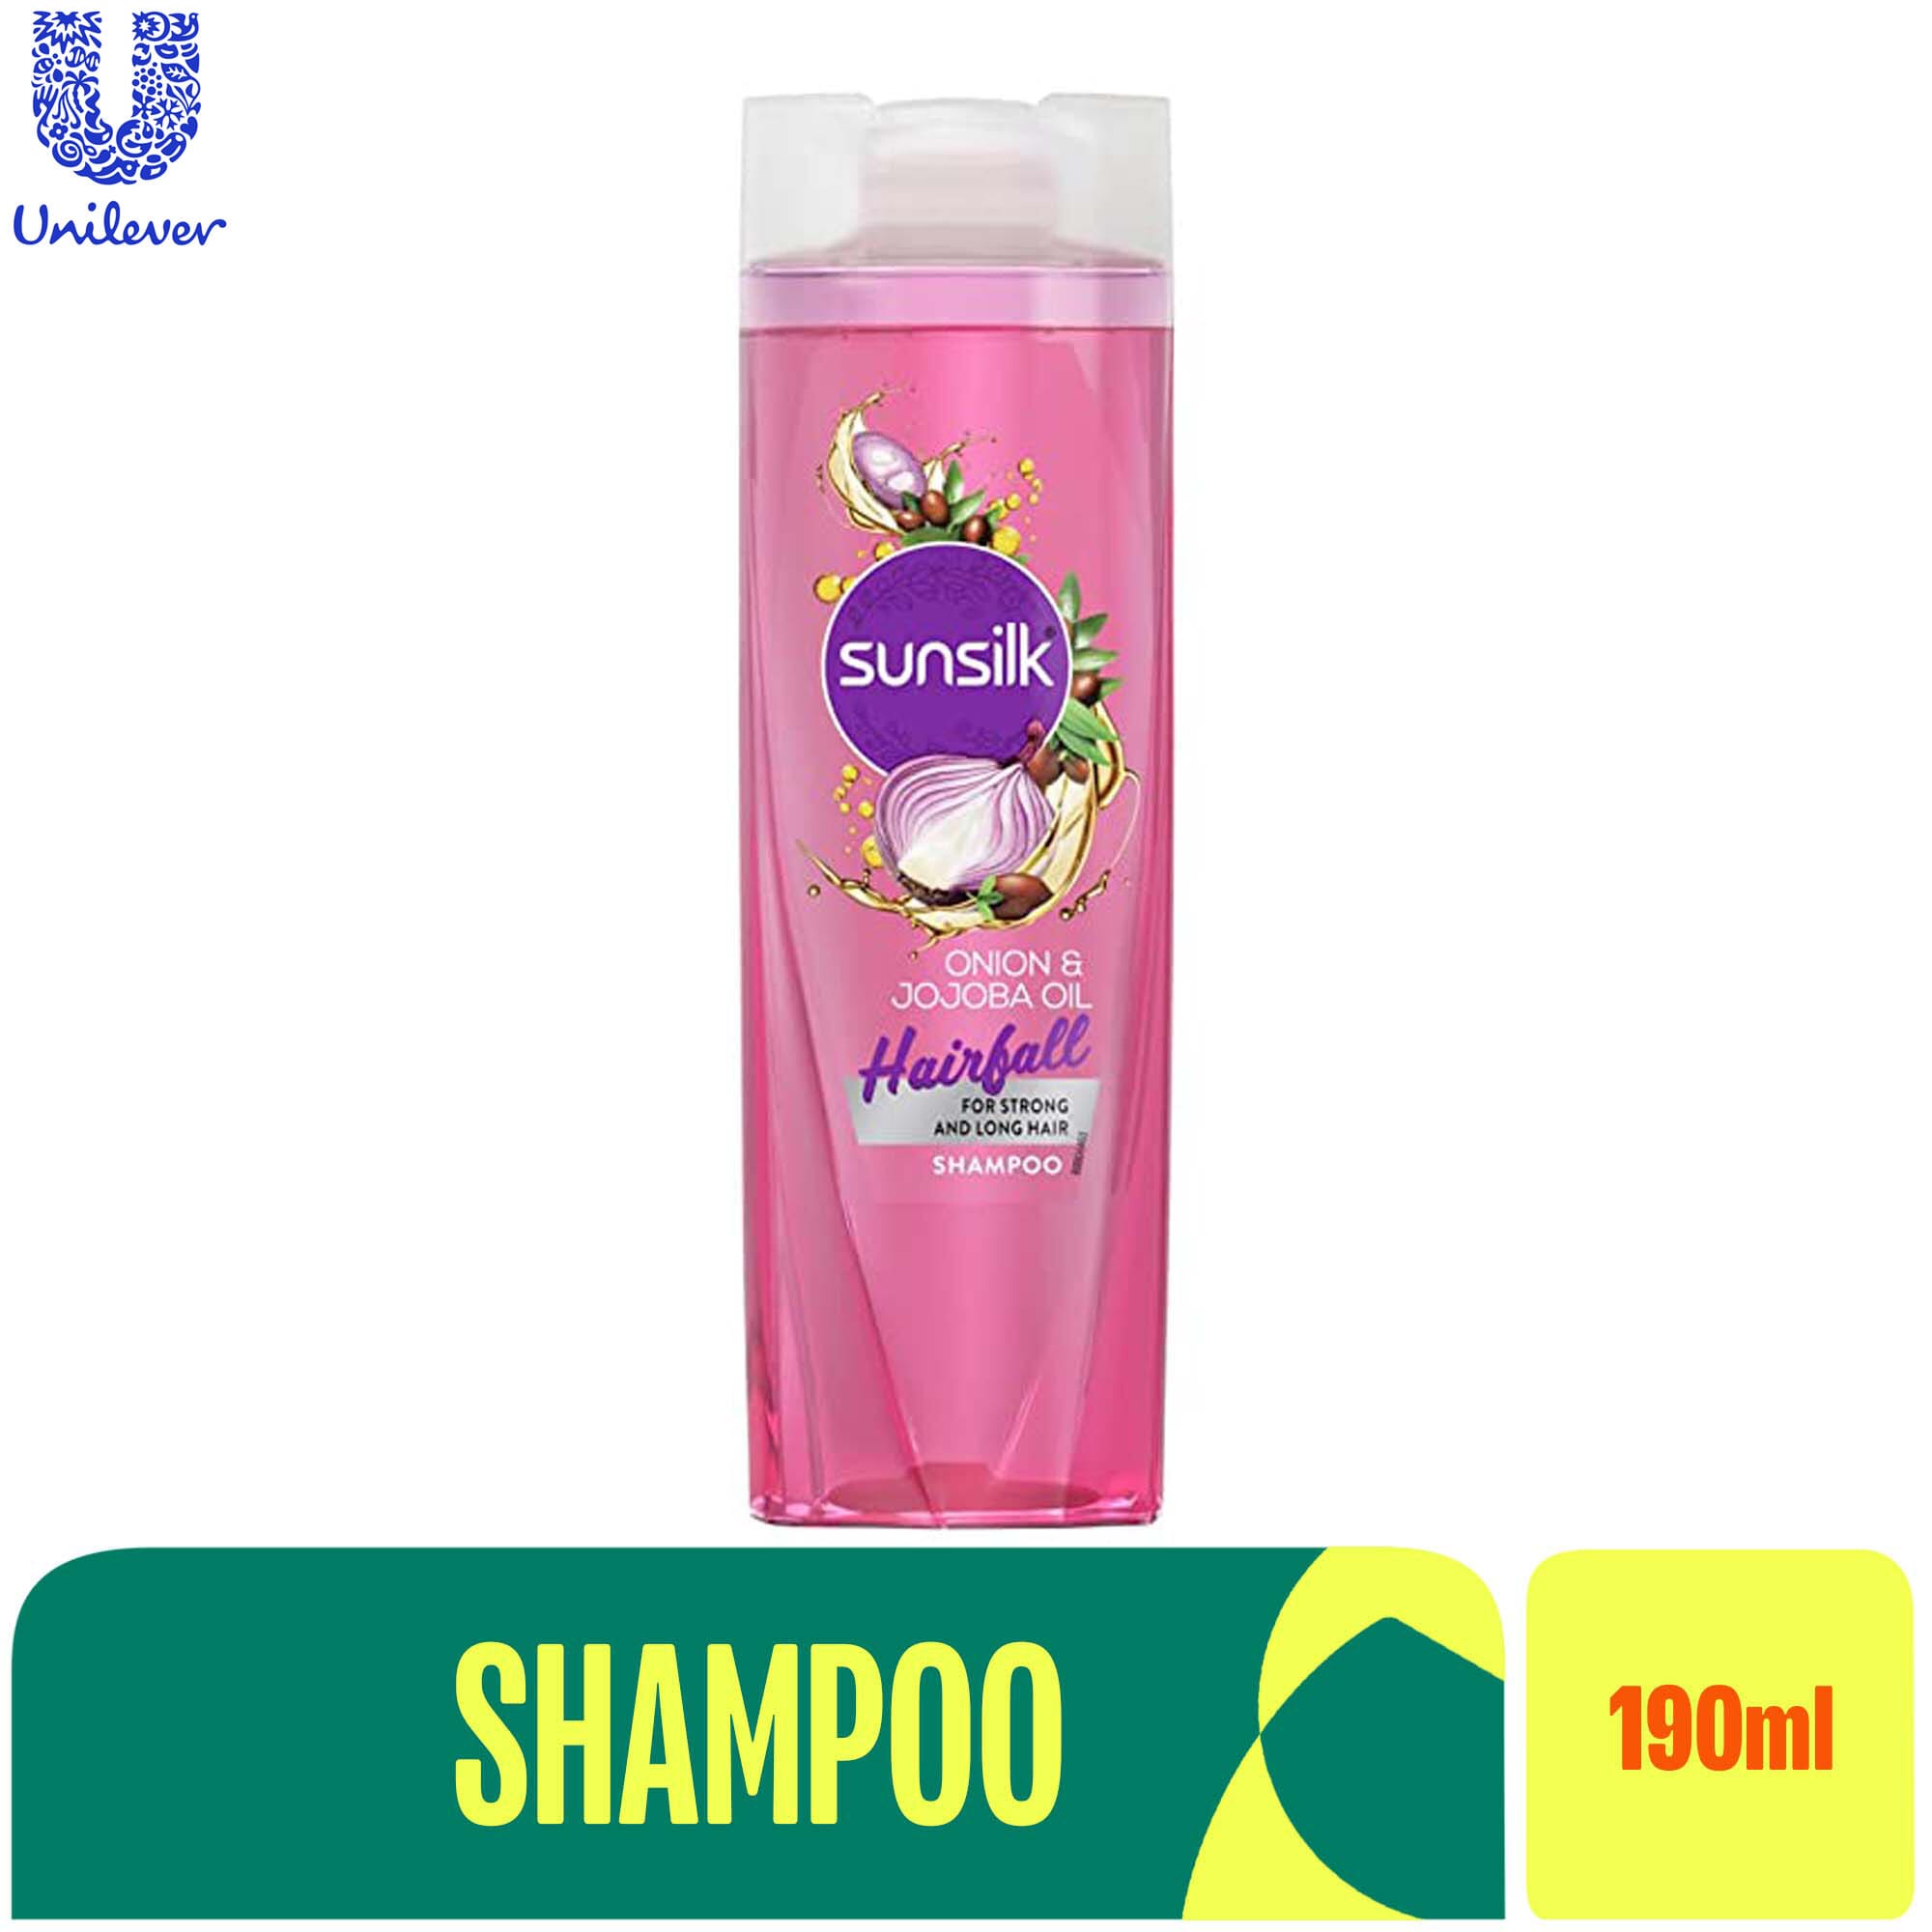 Unilever
sunsilk
ONION &
JOJOBA OIL
Hairfall
FOR STRONG
AND LONG HAIR
SHAMPOO
SHAMPOO
190ml